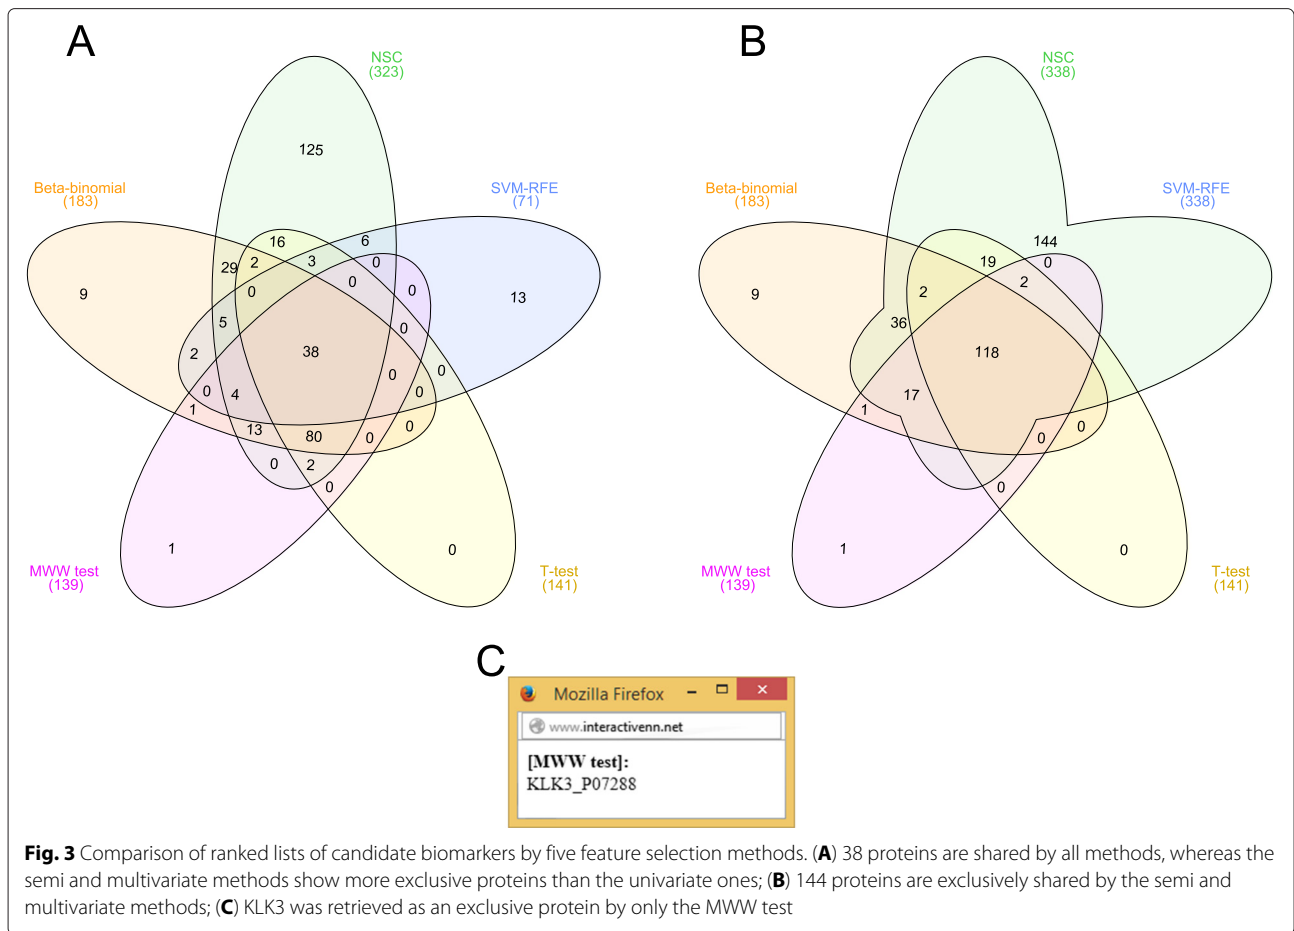 A
NSC
(323)
125
Beta-binomial
(183)
SVM-RFE
(71)
16
6
29
2
3
0
0
0
0
9
13
5
0
2
38
0
0
0
4
0
1
13
80
0
0
0
2
0
1
0
MWW test
(139)
T-test
(141)
B
NSC
(338)
Beta-binomial
(183)
SVM-RFE
(338)
144
19
0
2
2
9
36
118
17
1
0
0
0
1
0
MWW test
(139)
T-test
(141)
C
Mozilla Firefox
www.interactivenn.net
[MWW test]:
KLK3_P07288
Fig. 3 Comparison of ranked lists of candidate biomarkers by five feature selection methods. (A) 38 proteins are shared by all methods, whereas the
semi and multivariate methods show more exclusive proteins than the univariate ones; (B) 144 proteins are exclusively shared by the semi and
multivariate methods; (C) KLK3 was retrieved as an exclusive protein by only the MWW test